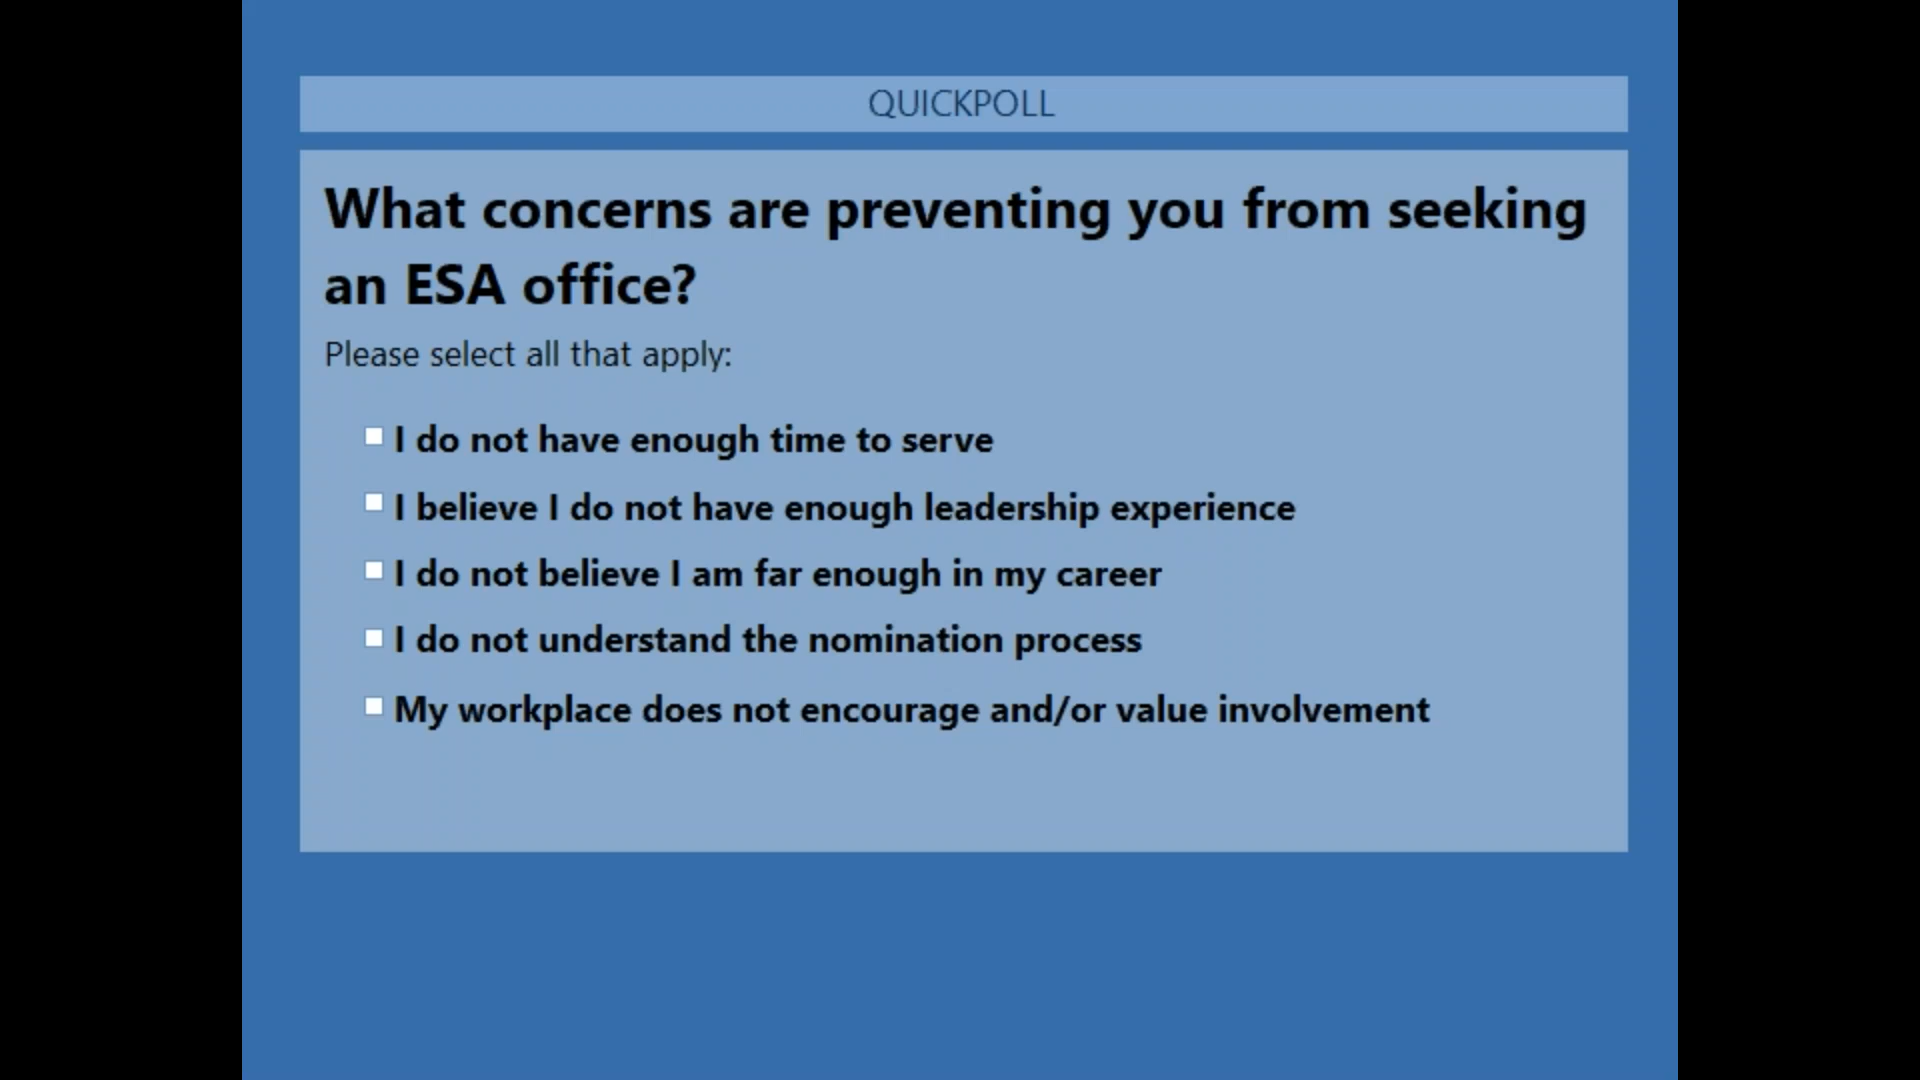 QUICKPOLL
What concerns are preventing you from seeking
an ESA office?
Please select all that apply:
I do not have enough time to serve
I believe I do not have enough leadership experience
I do not believe I am far enough in my career
I do not understand the nomination process
My workplace does not encourage and/or value involvement